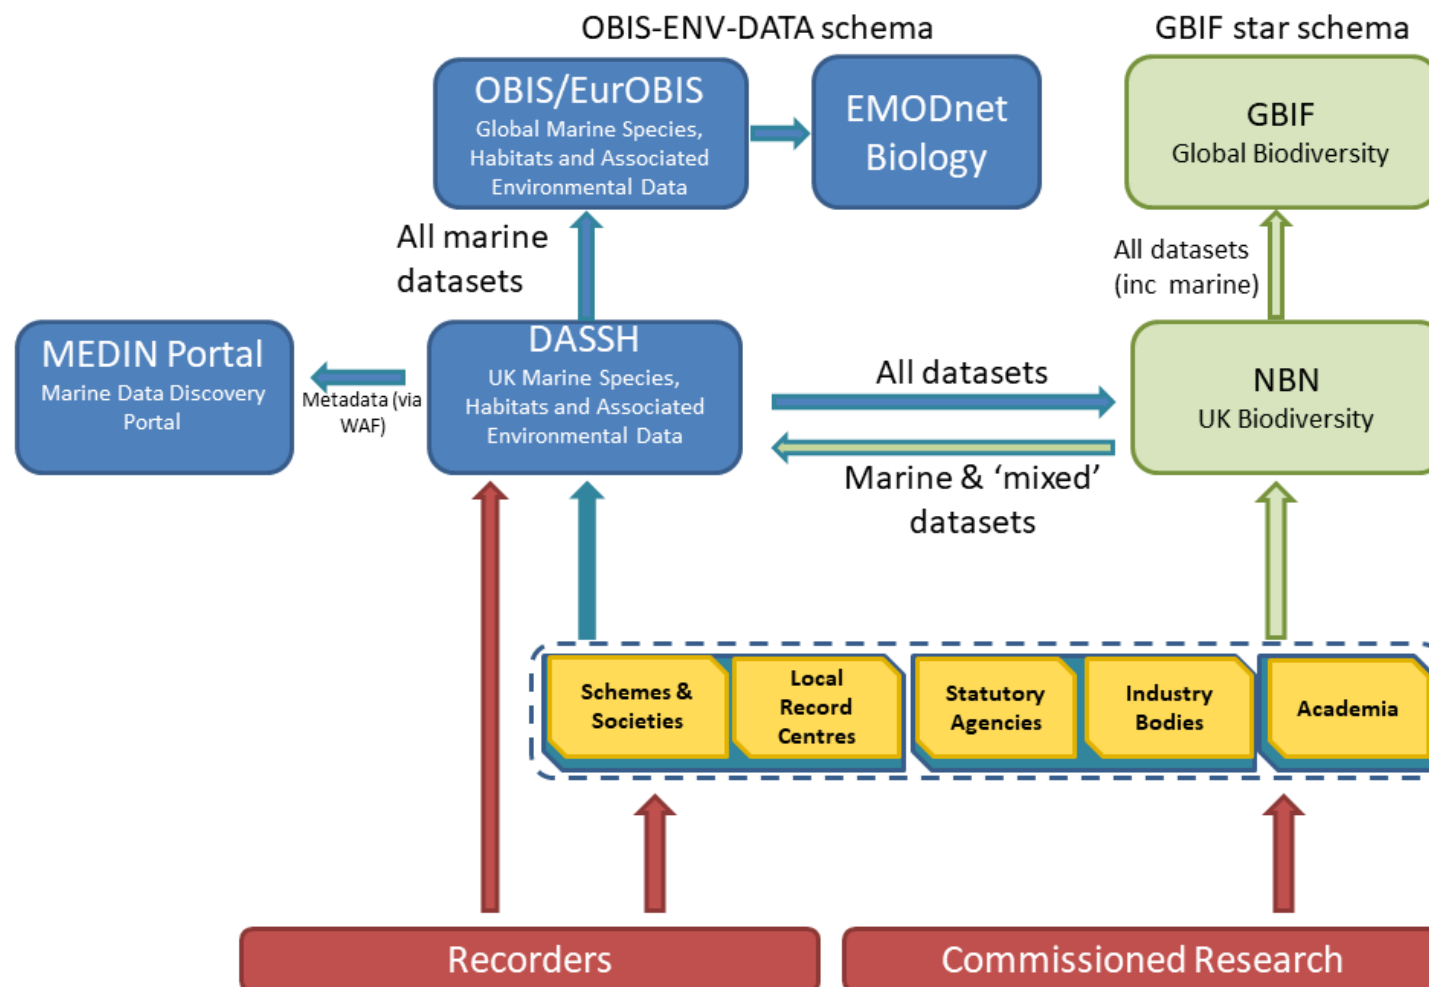 OBIS-ENV-DATA schema
GBIF star schema
OBIS/EurOBIS
Global Marine Species,
Habitats and Associated
Environmental Data
EMODnet
Biology
GBIF
Global Biodiversity
All marine
datasets
All datasets
(inc marine)
MEDIN Portal
Marine Data Discovery
Portal
Metadata (via
WAF)
DASSH
UK Marine Species,
Habitats and Associated
Environmental Data
All datasets
Marine & ‘mixed’
datasets
NBN
UK Biodiversity
Schemes &
Societies
Local
Record
Centres
Statutory
Agencies
Industry
Bodies
Academia
Recorders
Commissioned Research